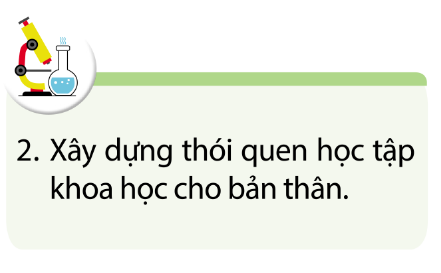 2. Xây dựng thói quen học tập
khoa học cho bản thân.